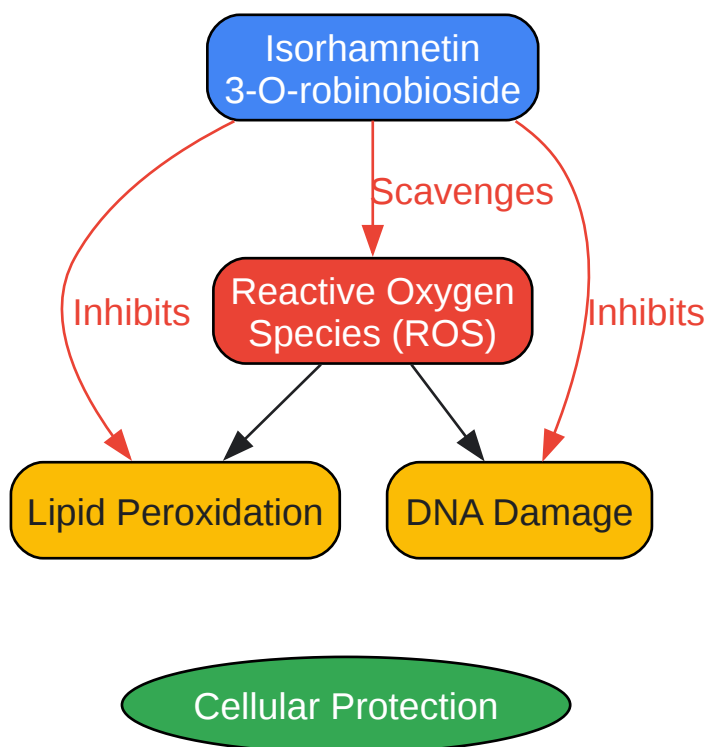 Isorhamnetin
3-O-robinobioside
Scavenges
Reactive Oxygen
Species (ROS)
Inhibits
Inhibits
Lipid Peroxidation
DNA Damage
Cellular Protection